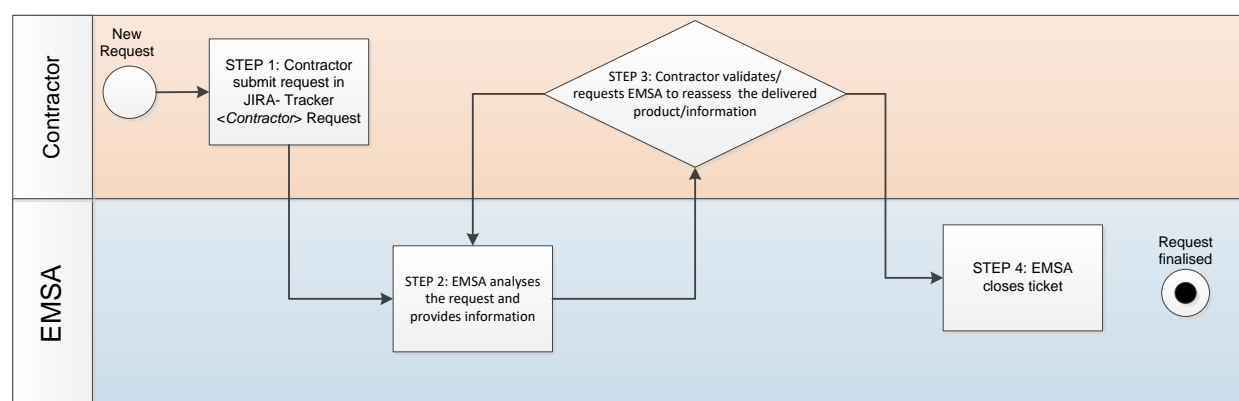 Contractor
New
Request
STEP 1: Contractor
submit request in
JIRA- Tracker
<Contractor> Request
STEP 3: Contractor validates/
requests EMSA to reassess the delivered
product/information
EMSA
STEP 2: EMSA analyses
the request and
provides information
STEP 4: EMSA
closes ticket
Request
finalised